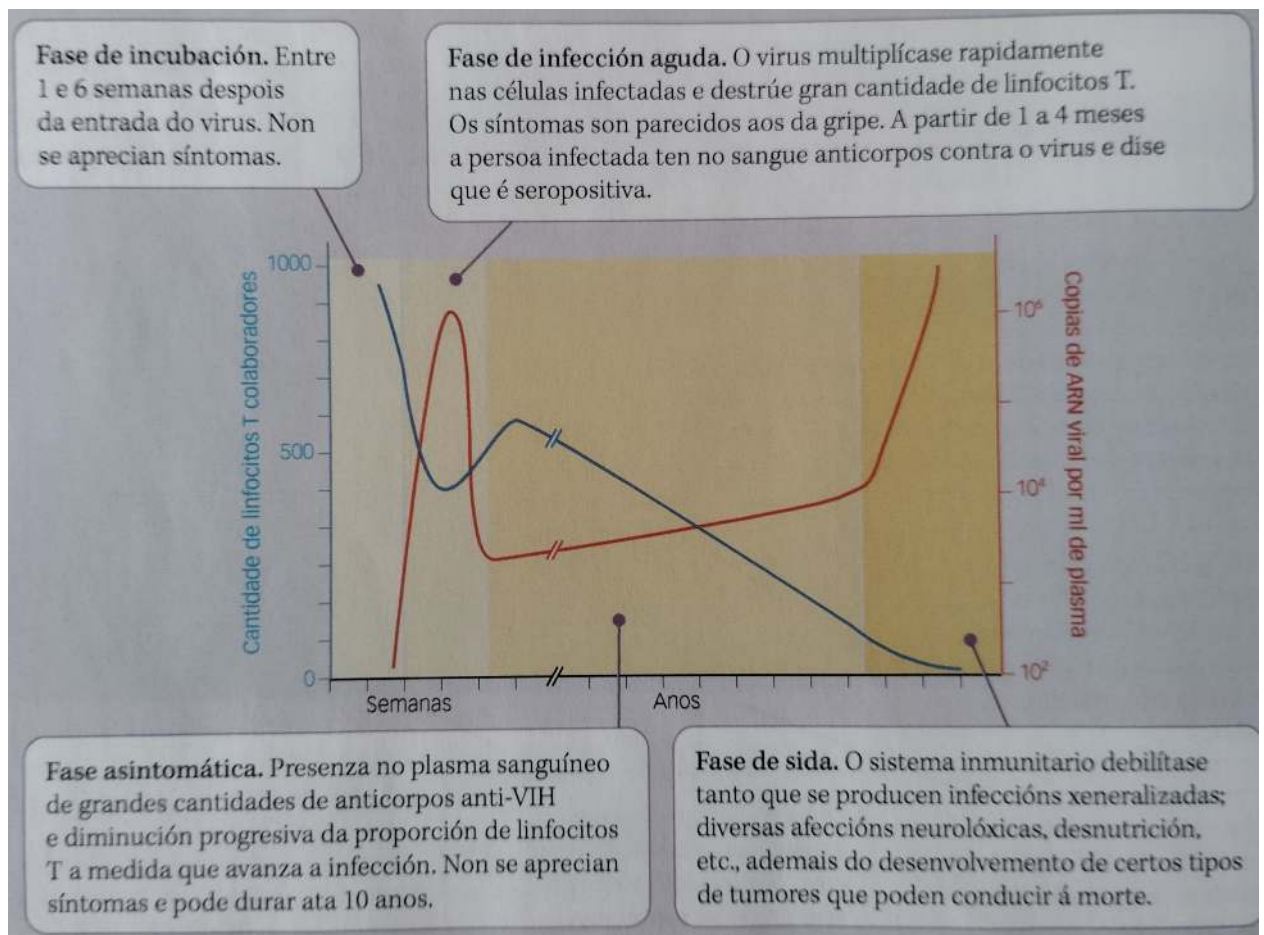 Fase de incubación. Entre
1 e 6 semanas despois
da entrada do virus. Non
se aprecian síntomas.
Fase de infección aguda. O virus multiplícase rapidamente
nas células infectadas e destrúe gran cantidade de linfocitos T.
Os síntomas son parecidos aos da gripe. A partir de 1 a 4 meses
a persoa infectada ten no sangue anticorpos contra o virus e dise
que é seropositiva.
Cantidade de linfocitos T colaboradores
1000
500
0
Semanas
Anos
Copias de ARN viral por ml de plasma
10⁶
10⁴
10²
Fase asintomática. Presenza no plasma sanguíneo
de grandes cantidades de anticorpos anti-VIH
e diminución progresiva da proporción de linfocitos
T a medida que avanza a infección. Non se aprecian
síntomas e pode durar ata 10 anos.
Fase de sida. O sistema inmunitario debilítase
tanto que se producen infeccións xeneralizadas;
diversas afeccións neurolóxicas, desnutrición,
etc., ademais do desenvolvemento de certos tipos
de tumores que poden conducir á morte.